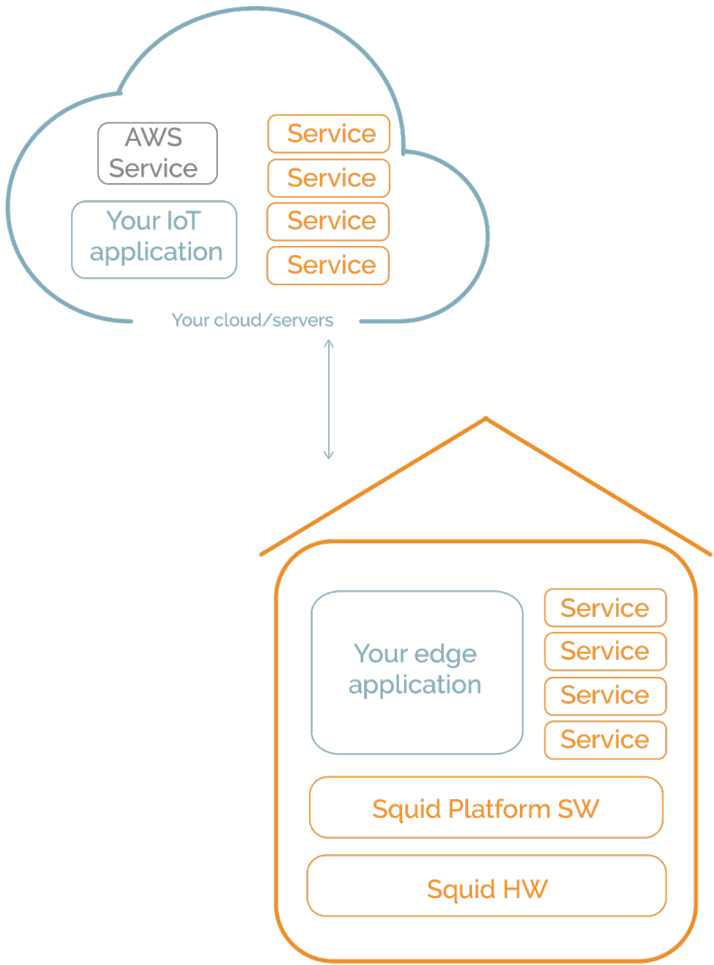 AWS
Service
Your IoT
application
Service
Service
Service
Service
Your cloud/servers
Your edge
application
Service
Service
Service
Service
Squid Platform SW
Squid HW